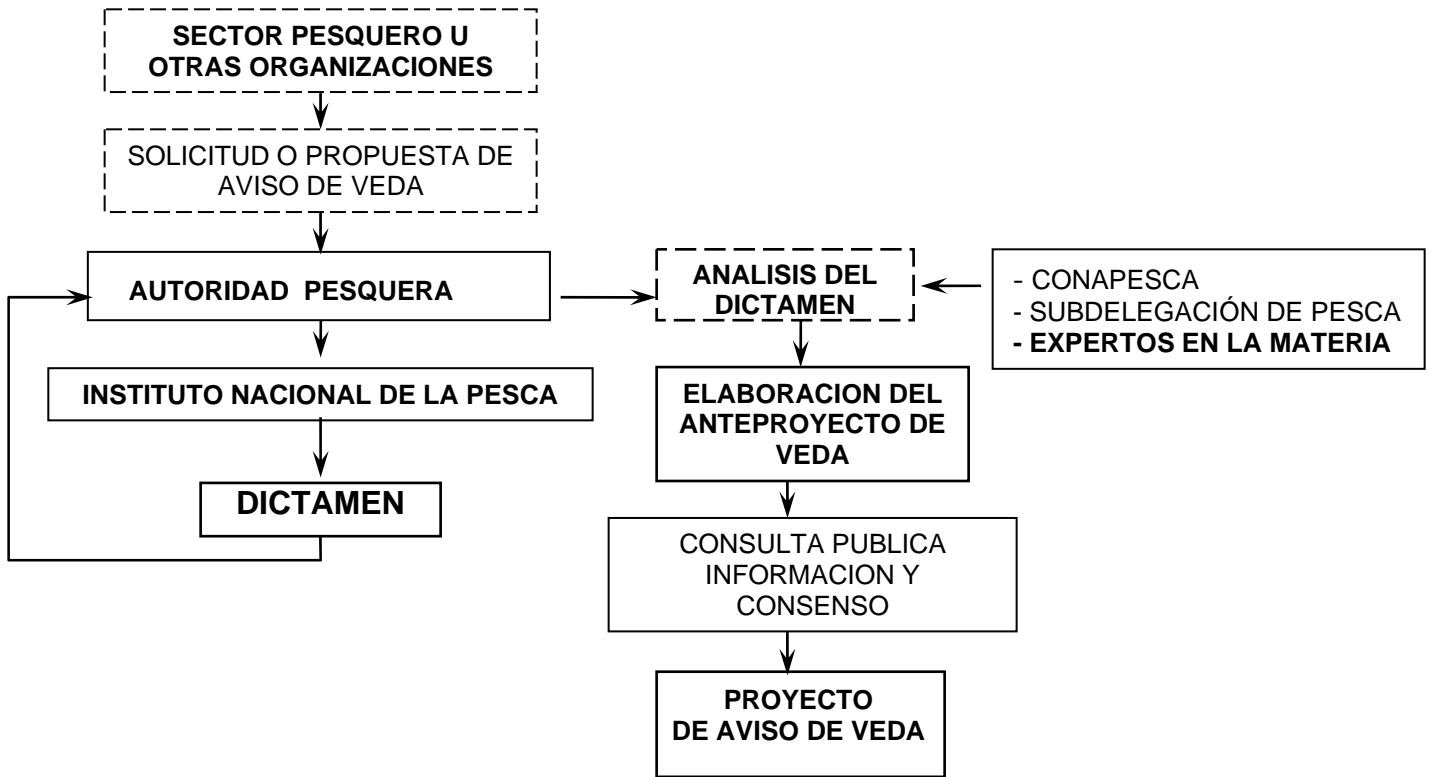 SECTOR PESQUERO U
OTRAS ORGANIZACIONES
SOLICITUD O PROPUESTA DE
AVISO DE VEDA
AUTORIDAD PESQUERA
INSTITUTO NACIONAL DE LA PESCA
DICTAMEN
ANALISIS DEL
DICTAMEN
- CONAPESCA
- SUBDELEGACIÓN DE PESCA
- EXPERTOS EN LA MATERIA
ELABORACION DEL
ANTEPROYECTO DE
VEDA
CONSULTA PUBLICA
INFORMACION Y
CONSENSO
PROYECTO
DE AVISO DE VEDA